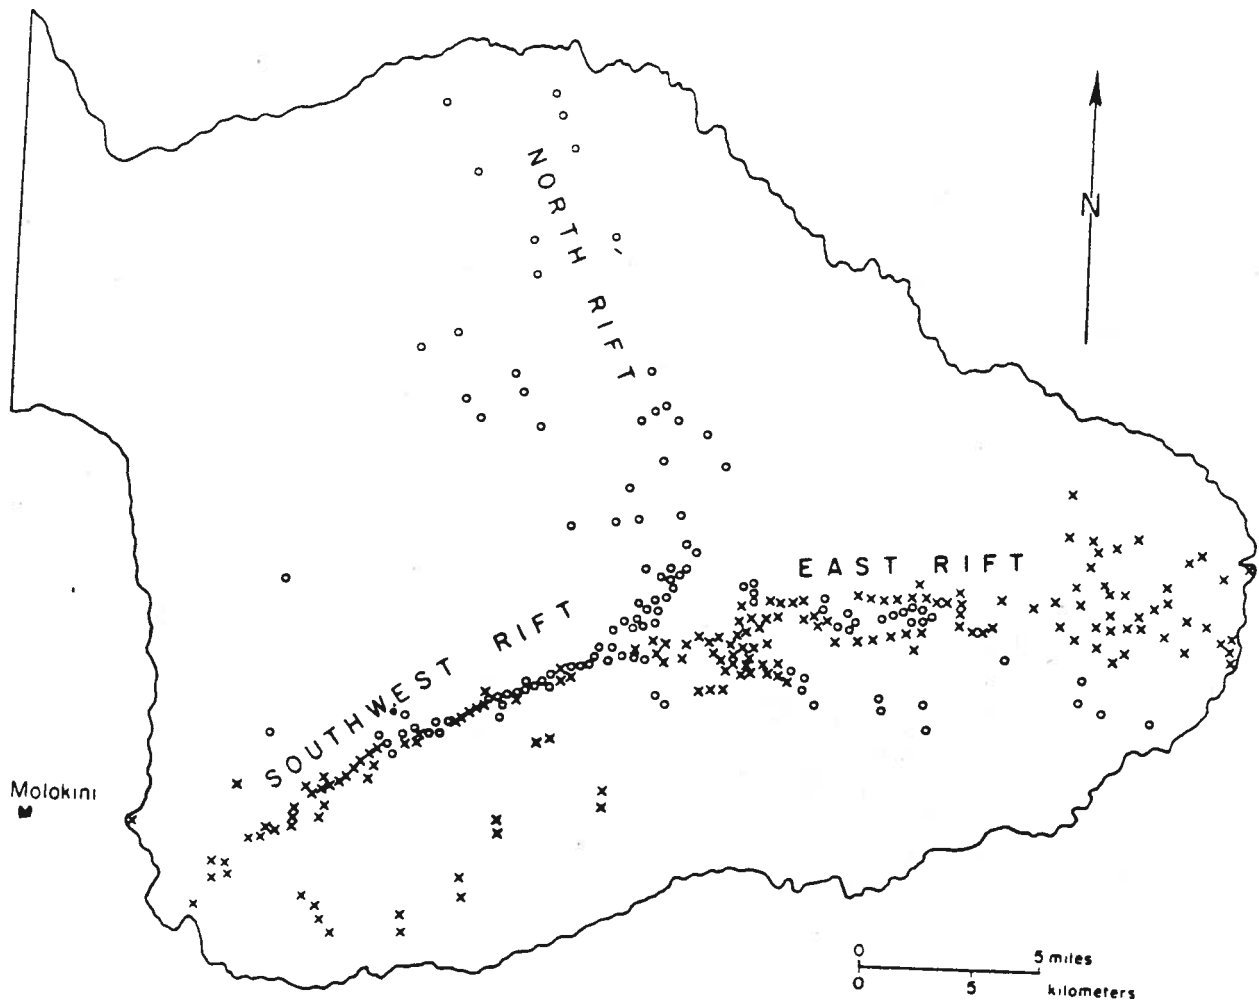 NORTH RIFT
N
EAST RIFT
SOUTHWEST RIFT
Molokini
0
5 miles
0
5
kilometers